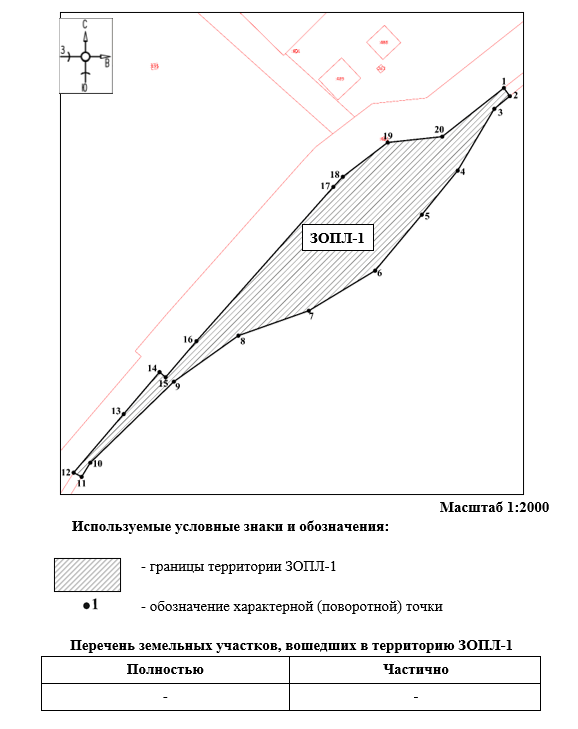 С
З
В
Ю
1
2
3
20
19
4
18
17
5
ЗОПЛ-1
6
7
16
8
14
15
9
13
12
10
11
Масштаб 1:2000
Используемые условные знаки и обозначения:
- границы территории ЗОПЛ-1
●1 - обозначение характерной (поворотной) точки
Перечень земельных участков, вошедших в территорию ЗОПЛ-1
Полностью Частично
- -